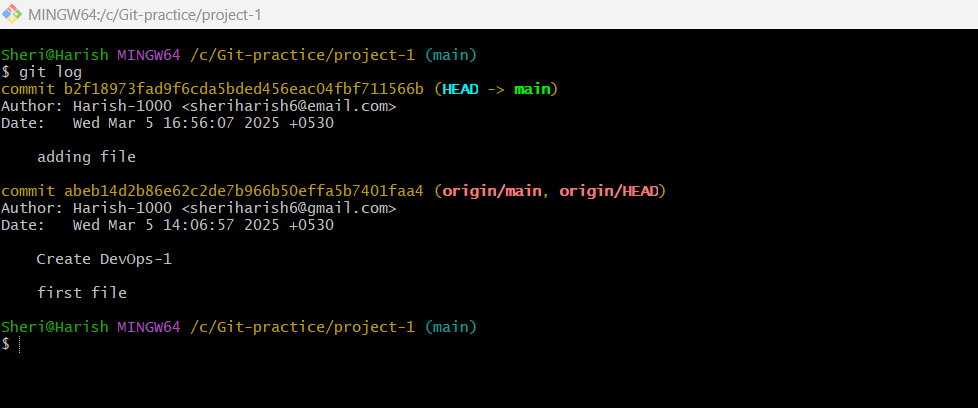 MINGW64:/c/Git-practice/project-1
Sheri@Harish MINGW64 /c/Git-practice/project-1 (main)
$ git log
commit b2f18973fad9f6cda5bded456eac04fbf711566b (HEAD -> main)
Author: Harish-1000 <sheriharish6@email.com>
Date:   Wed Mar 5 16:56:07 2025 +0530
    adding file
commit abeb14d2b86e62c2de7b966b50effa5b7401faa4 (origin/main, origin/HEAD)
Author: Harish-1000 <sheriharish6@gmail.com>
Date:   Wed Mar 5 14:06:57 2025 +0530
    Create DevOps-1
    first file
Sheri@Harish MINGW64 /c/Git-practice/project-1 (main)
$